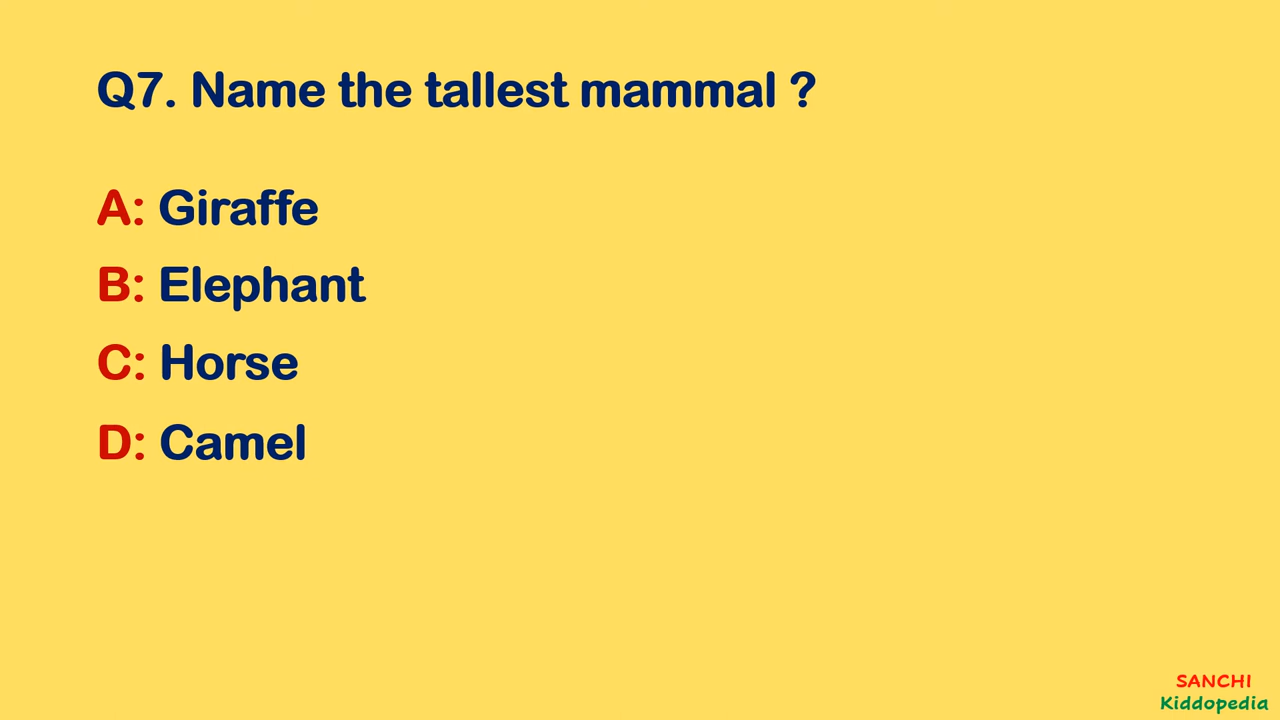 Q7. Name the tallest mammal ?
A: Giraffe
B: Elephant
C: Horse
D: Camel
SANCHI
Kiddopedia